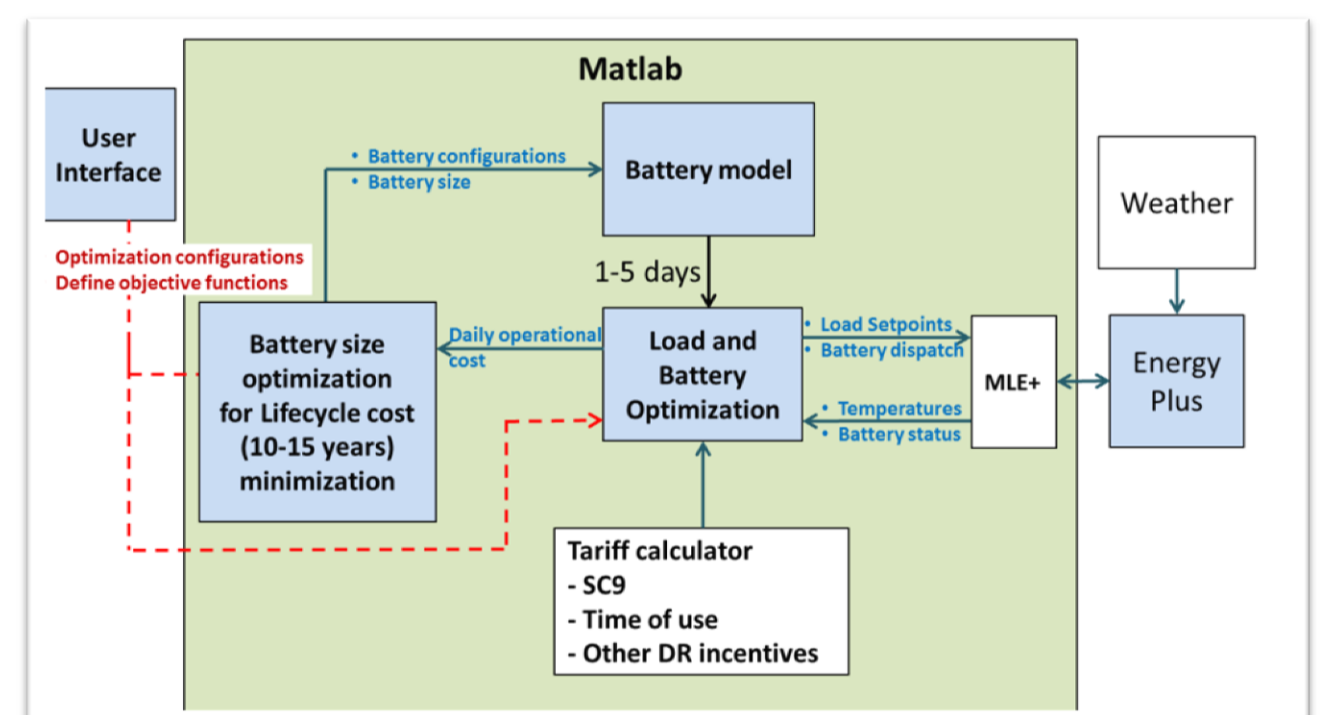 Matlab
User
Interface
• Battery configurations
• Battery size
Battery model
Weather
Optimization configurations
Define objective functions
1-5 days
Battery size
optimization
for Lifecycle cost
(10-15 years)
minimization
Daily operational
cost
Load and
Battery
Optimization
• Load Setpoints
• Battery dispatch
• Temperatures
• Battery status
MLE+
Energy
Plus
Tariff calculator
- SC9
- Time of use
- Other DR incentives